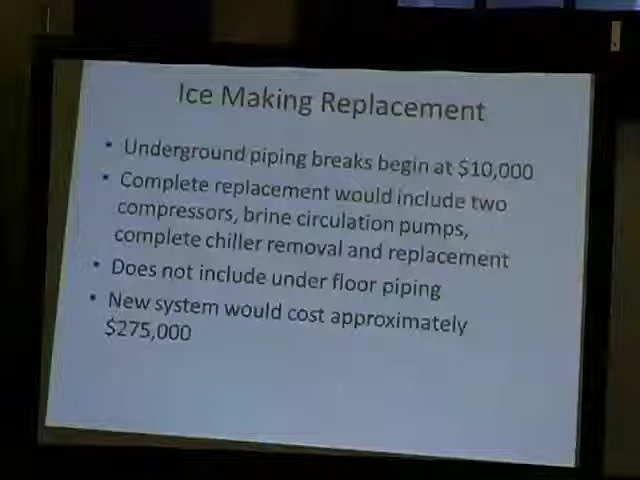 Ice Making Replacement
• Underground piping breaks begin at $10,000
• Complete replacement would include two
compressors, brine circulation pumps,
complete chiller removal and replacement
• Does not include under floor piping
• New system would cost approximately
$275,000